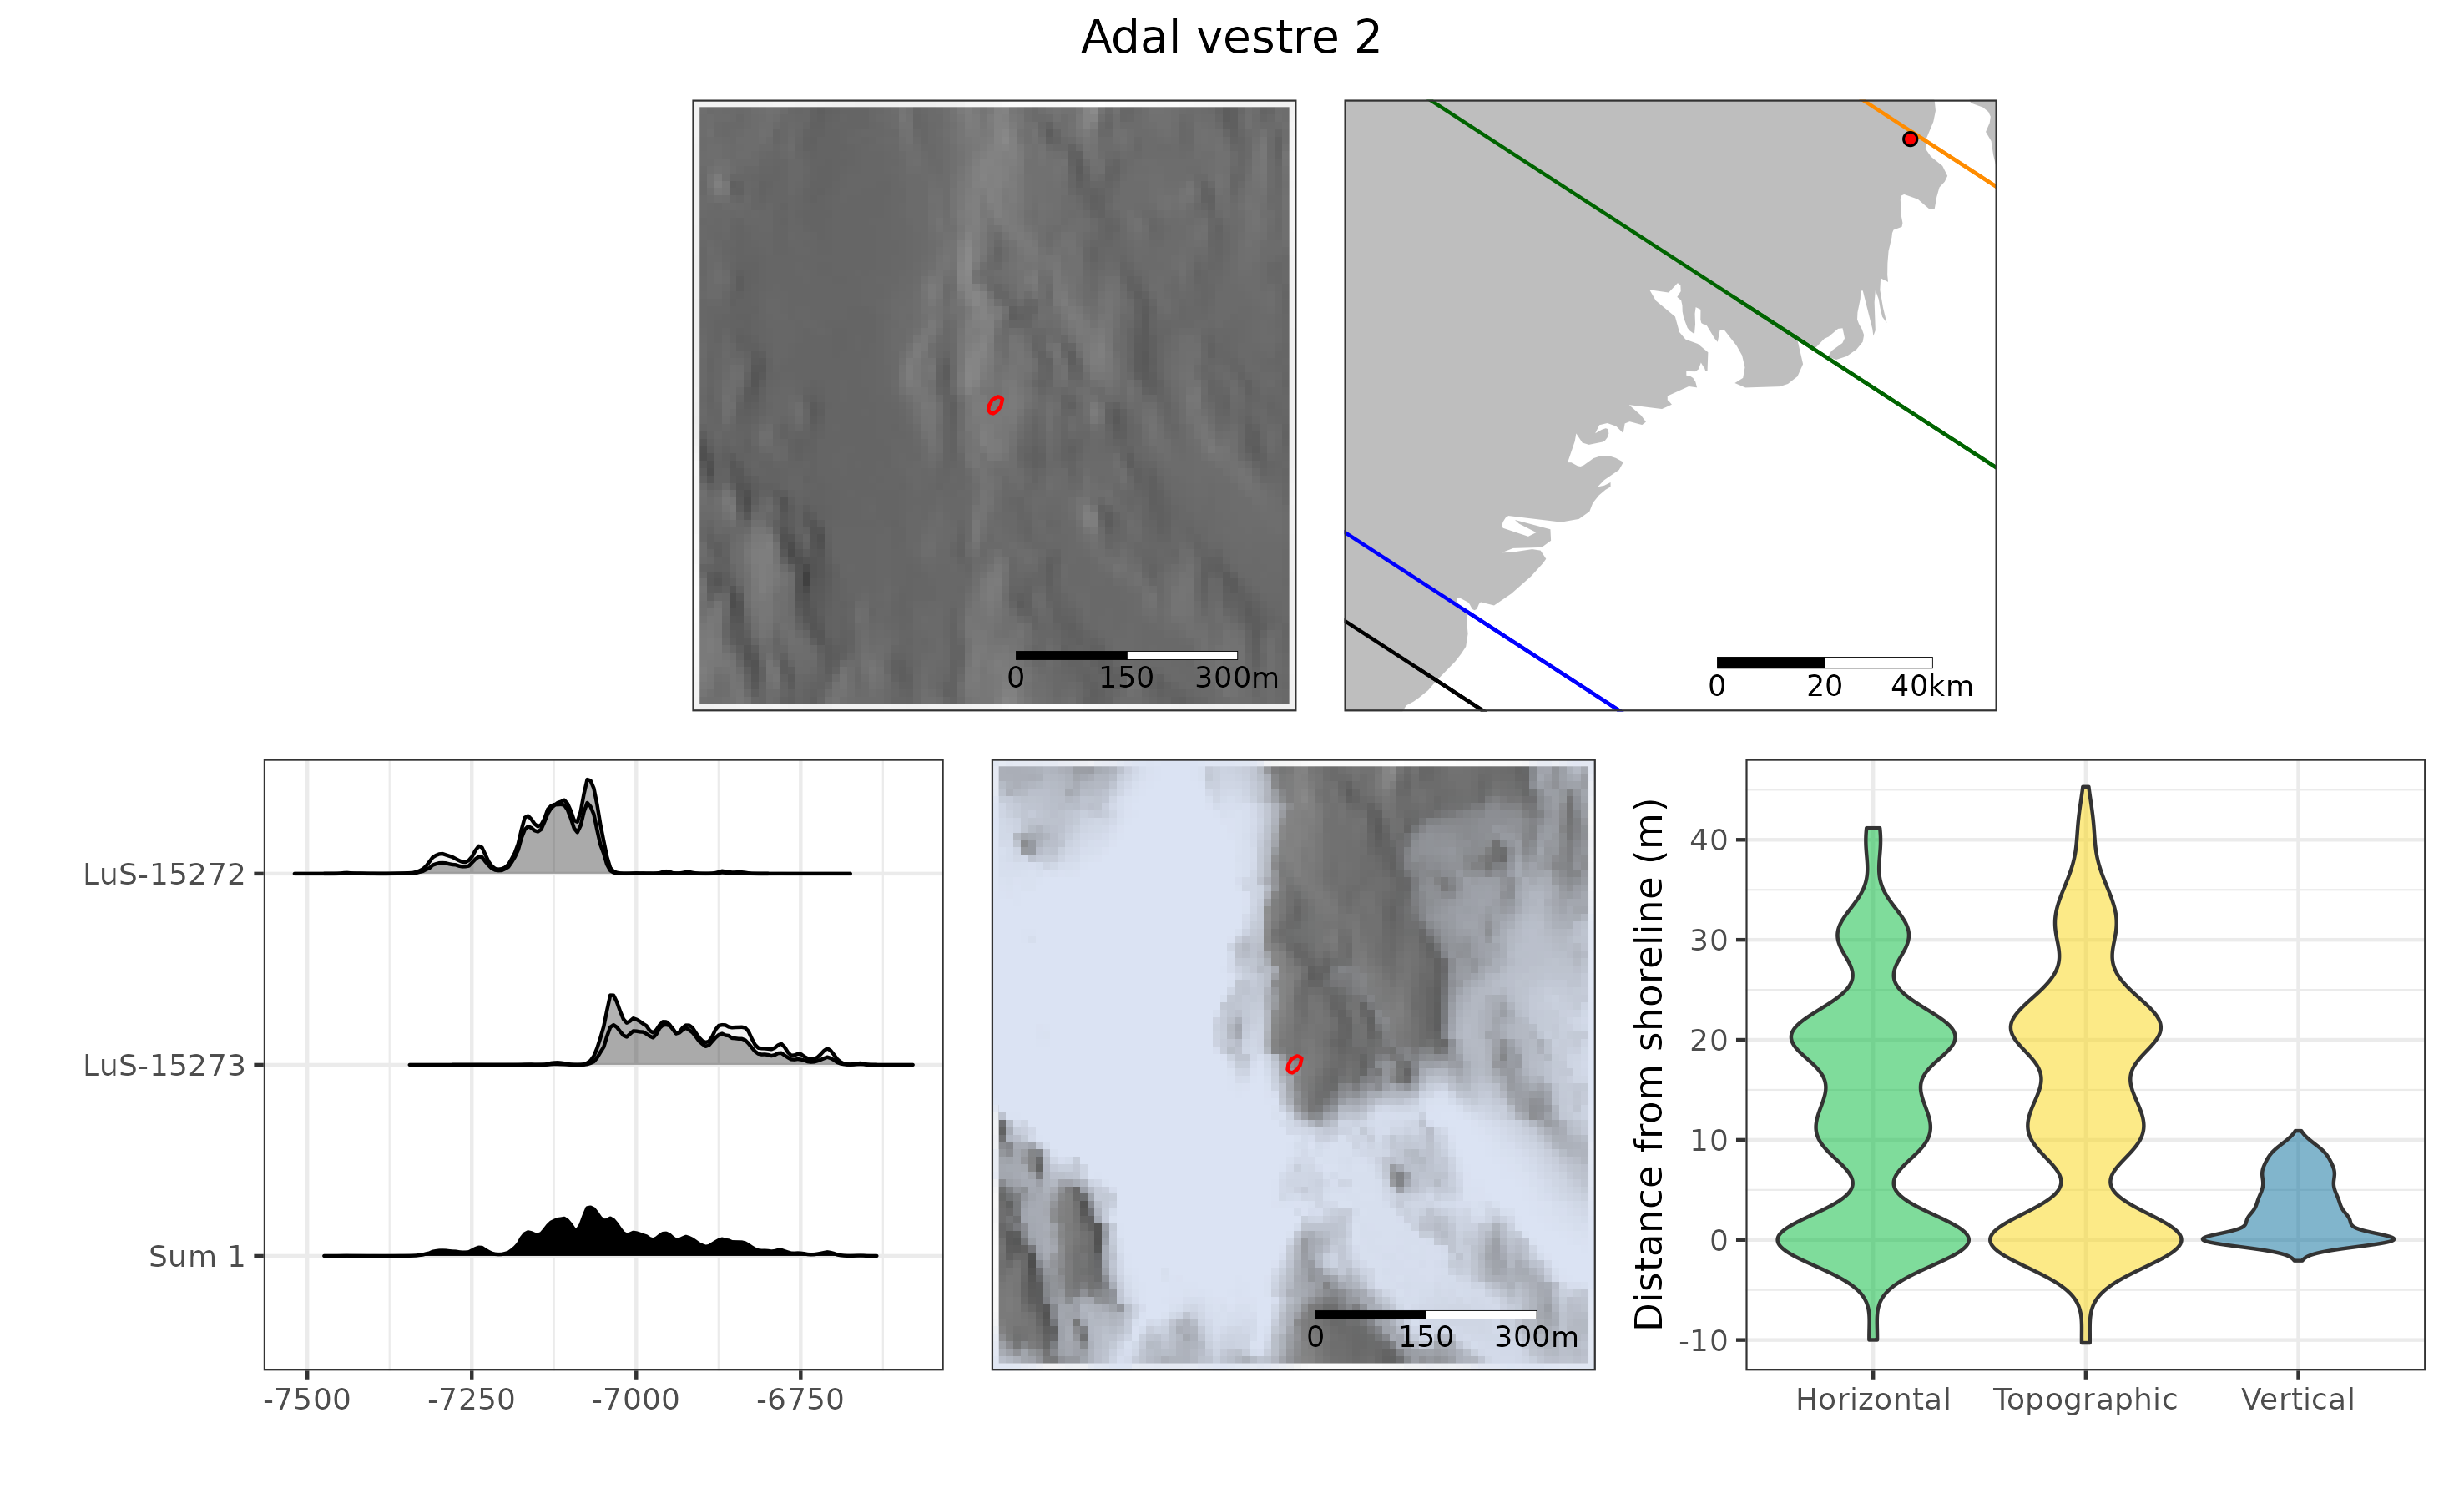 Adal vestre 2
0 150 300m
0 20 40km
LuS-15272
LuS-15273
Sum 1
-7500 -7250 -7000 -6750
0 150 300m
Distance from shoreline (m)
40
30
20
10
0
-10
Horizontal Topographic Vertical